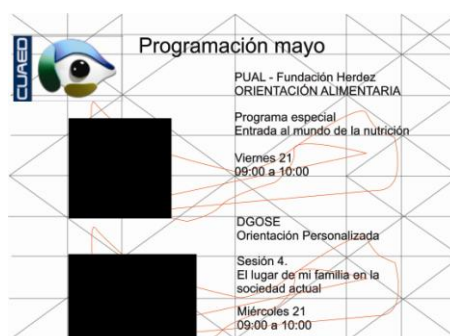 CUAED
Programación mayo
PUAL - Fundación Herdez
ORIENTACIÓN ALIMENTARIA
Programa especial
Entrada al mundo de la nutrición
Viernes 21
09:00 a 10:00
DGOSE
Orientación Personalizada
Sesión 4.
El lugar de mi familia en la
sociedad actual
Miércoles 21
09:00 a 10:00